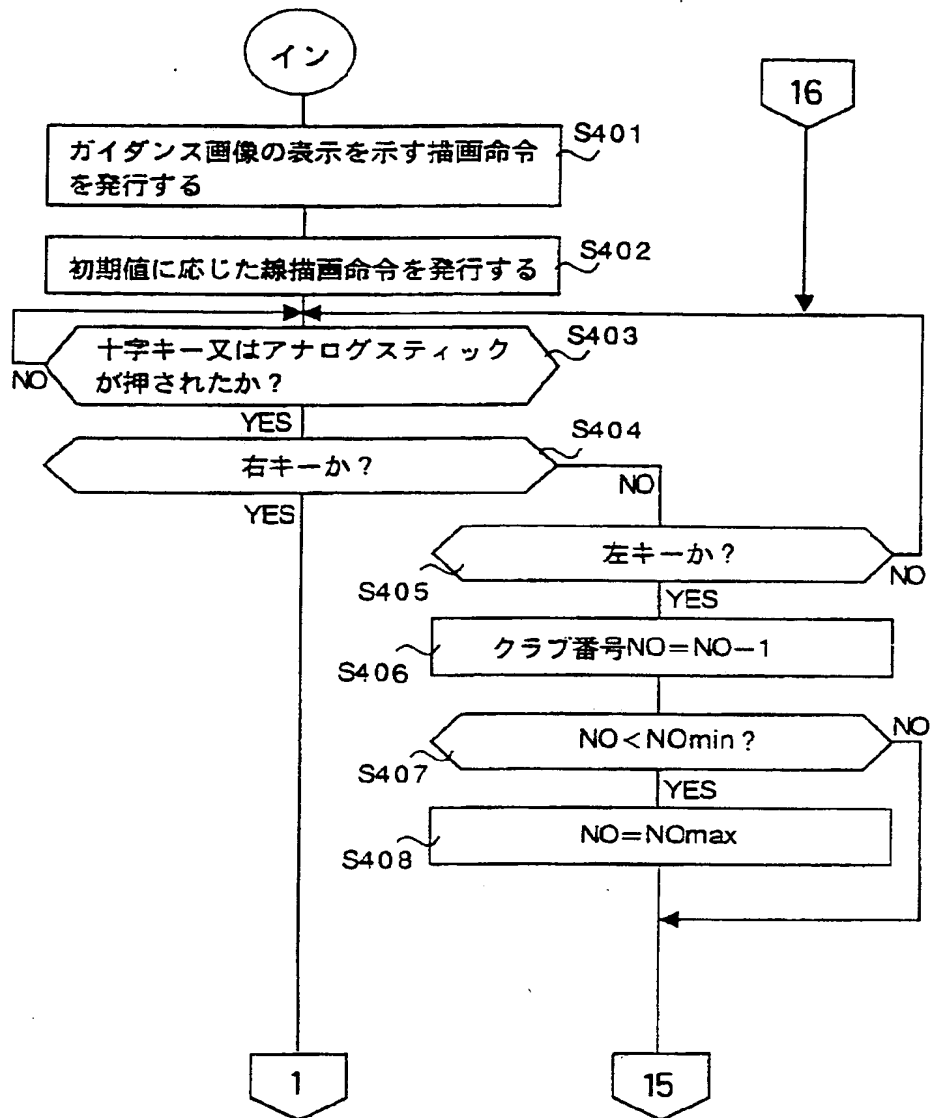 イン
16
ガイダンス画像の表示を示す描画命令
を発行する
S401
初期値に応じた線描画命令を発行する
S402
十字キー又はアナログスティック
が押されたか?
S403
NO
YES
右キーか?
S404
NO
YES
左キーか?
S405
NO
YES
クラブ番号NO=NO-1
S406
NO<NOmin?
NO
S407
YES
NO=NOmax
S408
1
15